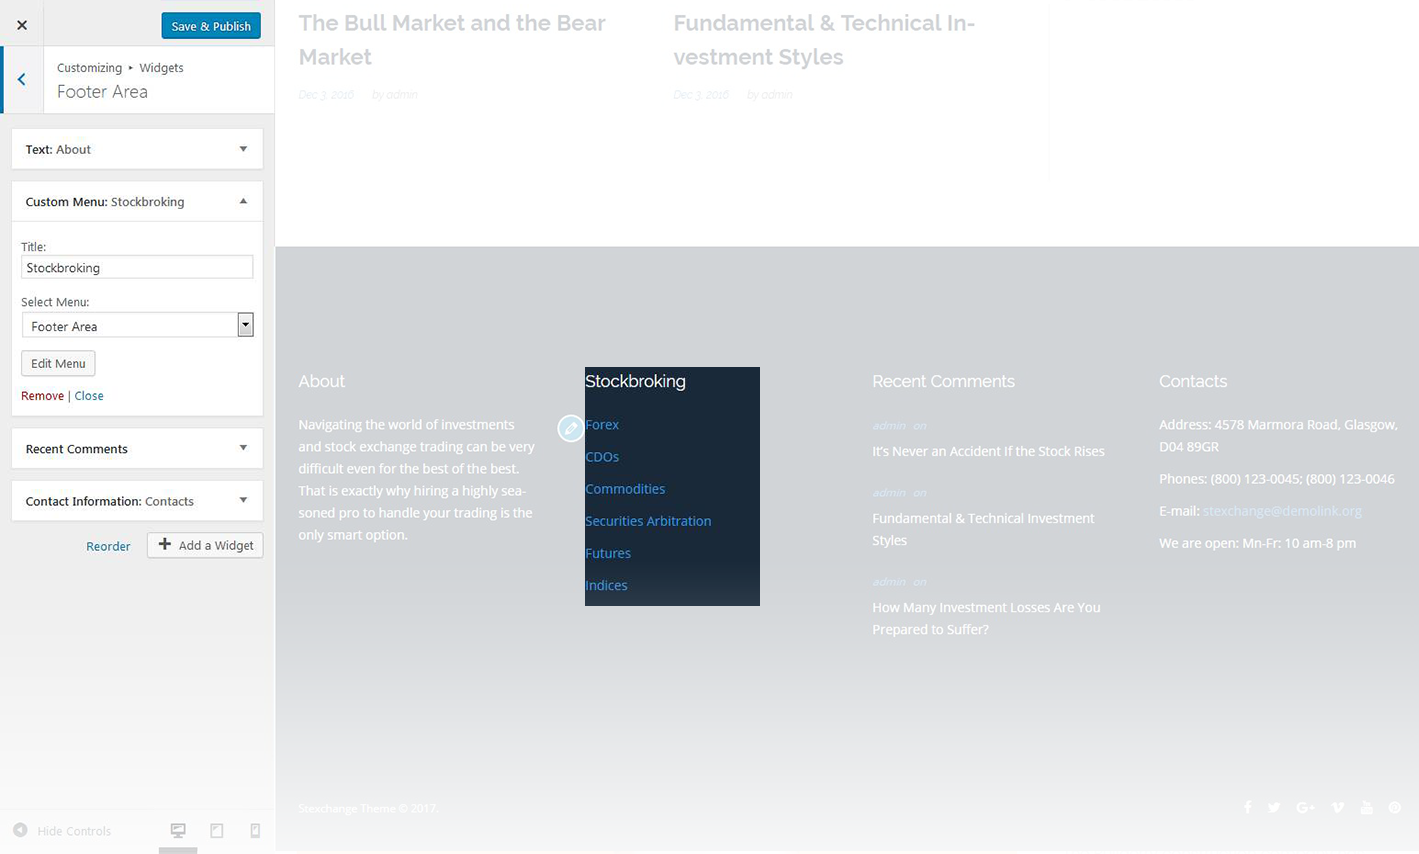 Save & Publish
Customizing ▸ Widgets
Footer Area
Text: About
Custom Menu: Stockbroking
Title:
Stockbroking
Select Menu:
Footer Area
Edit Menu
Remove | Close
Recent Comments
Contact Information: Contacts
Reorder
Add a Widget
Hide Controls
The Bull Market and the Bear
Market
Dec 3, 2016 by admin
Fundamental & Technical In-
vestment Styles
Dec 3, 2016 by admin
About
Navigating the world of investments
and stock exchange trading can be very
difficult even for the best of the best.
That is exactly why hiring a highly sea-
soned pro to handle your trading is the
only smart option.
Stockbroking
Forex
CDOs
Commodities
Securities Arbitration
Futures
Indices
Recent Comments
admin on
It's Never an Accident If the Stock Rises
admin on
Fundamental & Technical Investment
Styles
admin on
How Many Investment Losses Are You
Prepared to Suffer?
Contacts
Address: 4578 Marmora Road, Glasgow,
D04 89GR
Phones: (800) 123-0045; (800) 123-0046
E-mail: stexchange@demolink.org
We are open: Mn-Fr: 10 am-8 pm
Stexchange Theme © 2017.